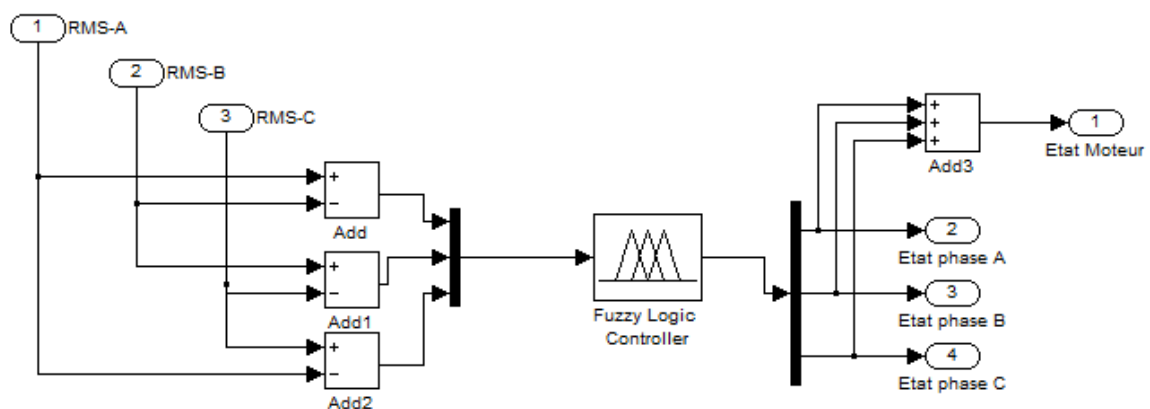 1
RMS-A
2
RMS-B
3
RMS-C
+
−
Add
+
−
Add1
+
−
Add2
Fuzzy Logic
Controller
+
+
+
Add3
1
Etat Moteur
2
Etat phase A
3
Etat phase B
4
Etat phase C